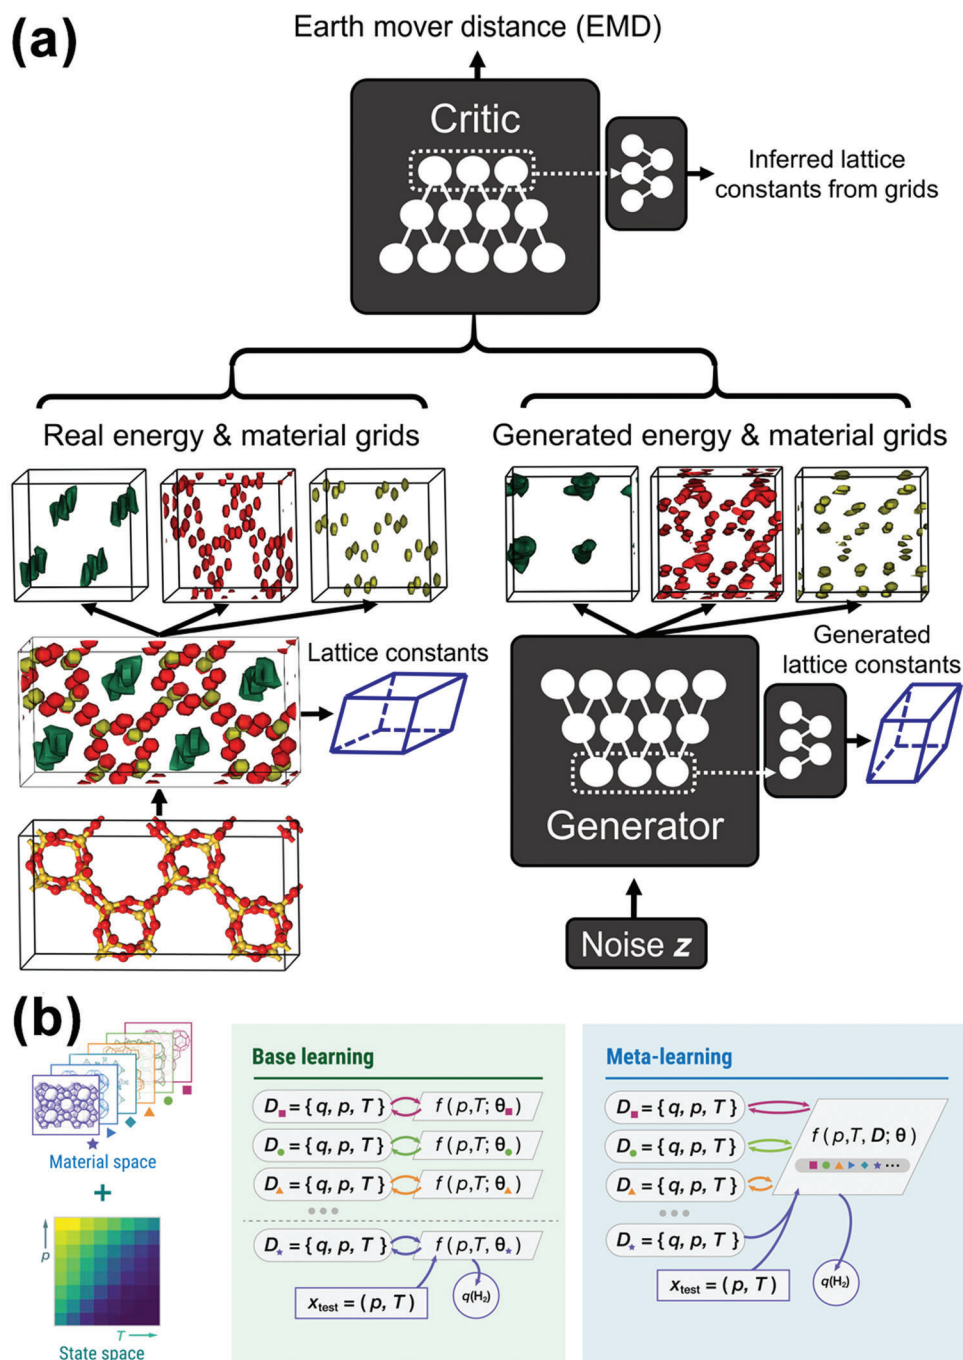 (a)
Earth mover distance (EMD)
Critic
Inferred lattice
constants from grids
Real energy & material grids
Generated energy & material grids
Lattice constants
Generated
lattice constants
Generator
Noise z
(b)
Material space
+
p
T
State space
Base learning
D■ = { q, p, T }
f ( p,T; θ■ )
D● = { q, p, T }
f ( p,T; θ● )
D▲ = { q, p, T }
f ( p,T; θ▲ )
D★ = { q, p, T }
f ( p,T, θ★ )
xtest = ( p, T )
q(H₂)
Meta-learning
D■ = { q, p, T }
D● = { q, p, T }
D▲ = { q, p, T }
D★ = { q, p, T }
f ( p,T, D; θ )
■ ● ▲ ▶ ◆ ★ •••
xtest = ( p, T )
q(H₂)